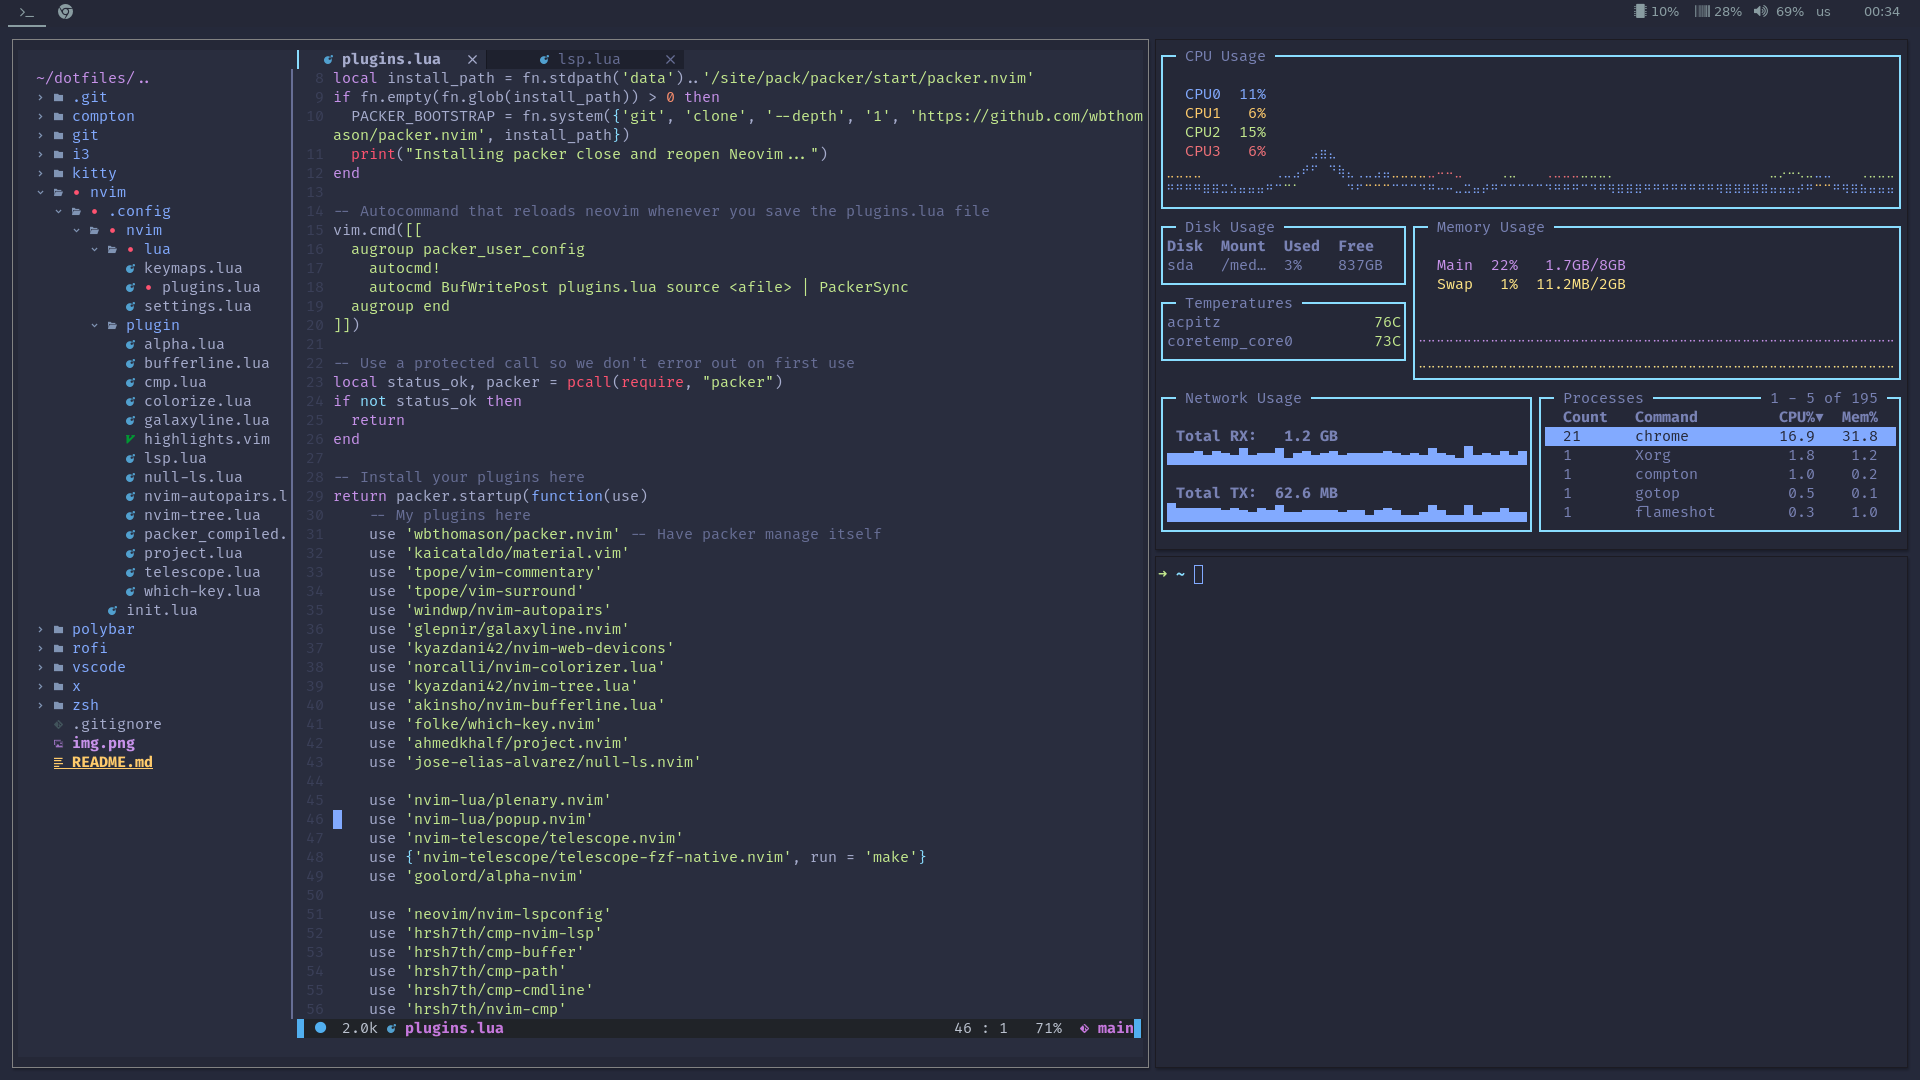 10% 28% 69% us 00:34
~/dotfiles/..
.git
compton
git
i3
kitty
nvim
.config
nvim
lua
keymaps.lua
plugins.lua
settings.lua
plugin
alpha.lua
bufferline.lua
cmp.lua
colorize.lua
galaxyline.lua
highlights.vim
lsp.lua
null-ls.lua
nvim-autopairs.l
nvim-tree.lua
packer_compiled.
project.lua
telescope.lua
which-key.lua
init.lua
polybar
rofi
vscode
x
zsh
.gitignore
img.png
README.md
plugins.lua × lsp.lua ×
8 local install_path = fn.stdpath('data')..'/site/pack/packer/start/packer.nvim'
9 if fn.empty(fn.glob(install_path)) > 0 then
10 PACKER_BOOTSTRAP = fn.system({'git', 'clone', '--depth', '1', 'https://github.com/wbthom
ason/packer.nvim', install_path})
11 print("Installing packer close and reopen Neovim...")
12 end
13
14 -- Autocommand that reloads neovim whenever you save the plugins.lua file
15 vim.cmd([[
16 augroup packer_user_config
17 autocmd!
18 autocmd BufWritePost plugins.lua source <afile> | PackerSync
19 augroup end
20 ]])
21
22 -- Use a protected call so we don't error out on first use
23 local status_ok, packer = pcall(require, "packer")
24 if not status_ok then
25 return
26 end
27
28 -- Install your plugins here
29 return packer.startup(function(use)
30 -- My plugins here
31 use 'wbthomason/packer.nvim' -- Have packer manage itself
32 use 'kaicataldo/material.vim'
33 use 'tpope/vim-commentary'
34 use 'tpope/vim-surround'
35 use 'windwp/nvim-autopairs'
36 use 'glepnir/galaxyline.nvim'
37 use 'kyazdani42/nvim-web-devicons'
38 use 'norcalli/nvim-colorizer.lua'
39 use 'kyazdani42/nvim-tree.lua'
40 use 'akinsho/nvim-bufferline.lua'
41 use 'folke/which-key.nvim'
42 use 'ahmedkhalf/project.nvim'
43 use 'jose-elias-alvarez/null-ls.nvim'
44
45 use 'nvim-lua/plenary.nvim'
46 use 'nvim-lua/popup.nvim'
47 use 'nvim-telescope/telescope.nvim'
48 use {'nvim-telescope/telescope-fzf-native.nvim', run = 'make'}
49 use 'goolord/alpha-nvim'
50
51 use 'neovim/nvim-lspconfig'
52 use 'hrsh7th/cmp-nvim-lsp'
53 use 'hrsh7th/cmp-buffer'
54 use 'hrsh7th/cmp-path'
55 use 'hrsh7th/cmp-cmdline'
56 use 'hrsh7th/nvim-cmp'
2.0k plugins.lua 46 : 1 71% main
CPU Usage
CPU0 11%
CPU1 6%
CPU2 15%
CPU3 6%
Disk Usage
Disk Mount Used Free
sda /med… 3% 837GB
Temperatures
acpitz 76C
coretemp_core0 73C
Memory Usage
Main 22% 1.7GB/8GB
Swap 1% 11.2MB/2GB
Network Usage
Total RX: 1.2 GB
Total TX: 62.6 MB
Processes 1 - 5 of 195
Count Command CPU%▼ Mem%
21 chrome 16.9 31.8
1 Xorg 1.8 1.2
1 compton 1.0 0.2
1 gotop 0.5 0.1
1 flameshot 0.3 1.0
➜ ~